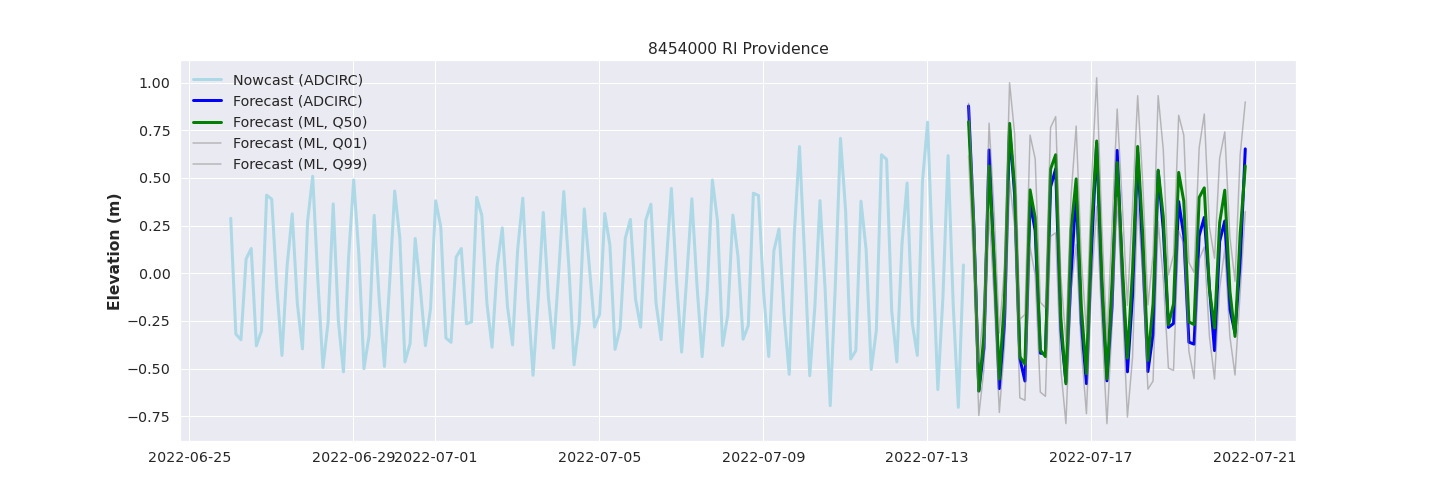 8454000 RI Providence
Nowcast (ADCIRC)
Forecast (ADCIRC)
Forecast (ML, Q50)
Forecast (ML, Q01)
Forecast (ML, Q99)
Elevation (m)
1.00
0.75
0.50
0.25
0.00
−0.25
−0.50
−0.75
2022-06-25 2022-06-29 2022-07-01 2022-07-05 2022-07-09 2022-07-13 2022-07-17 2022-07-21